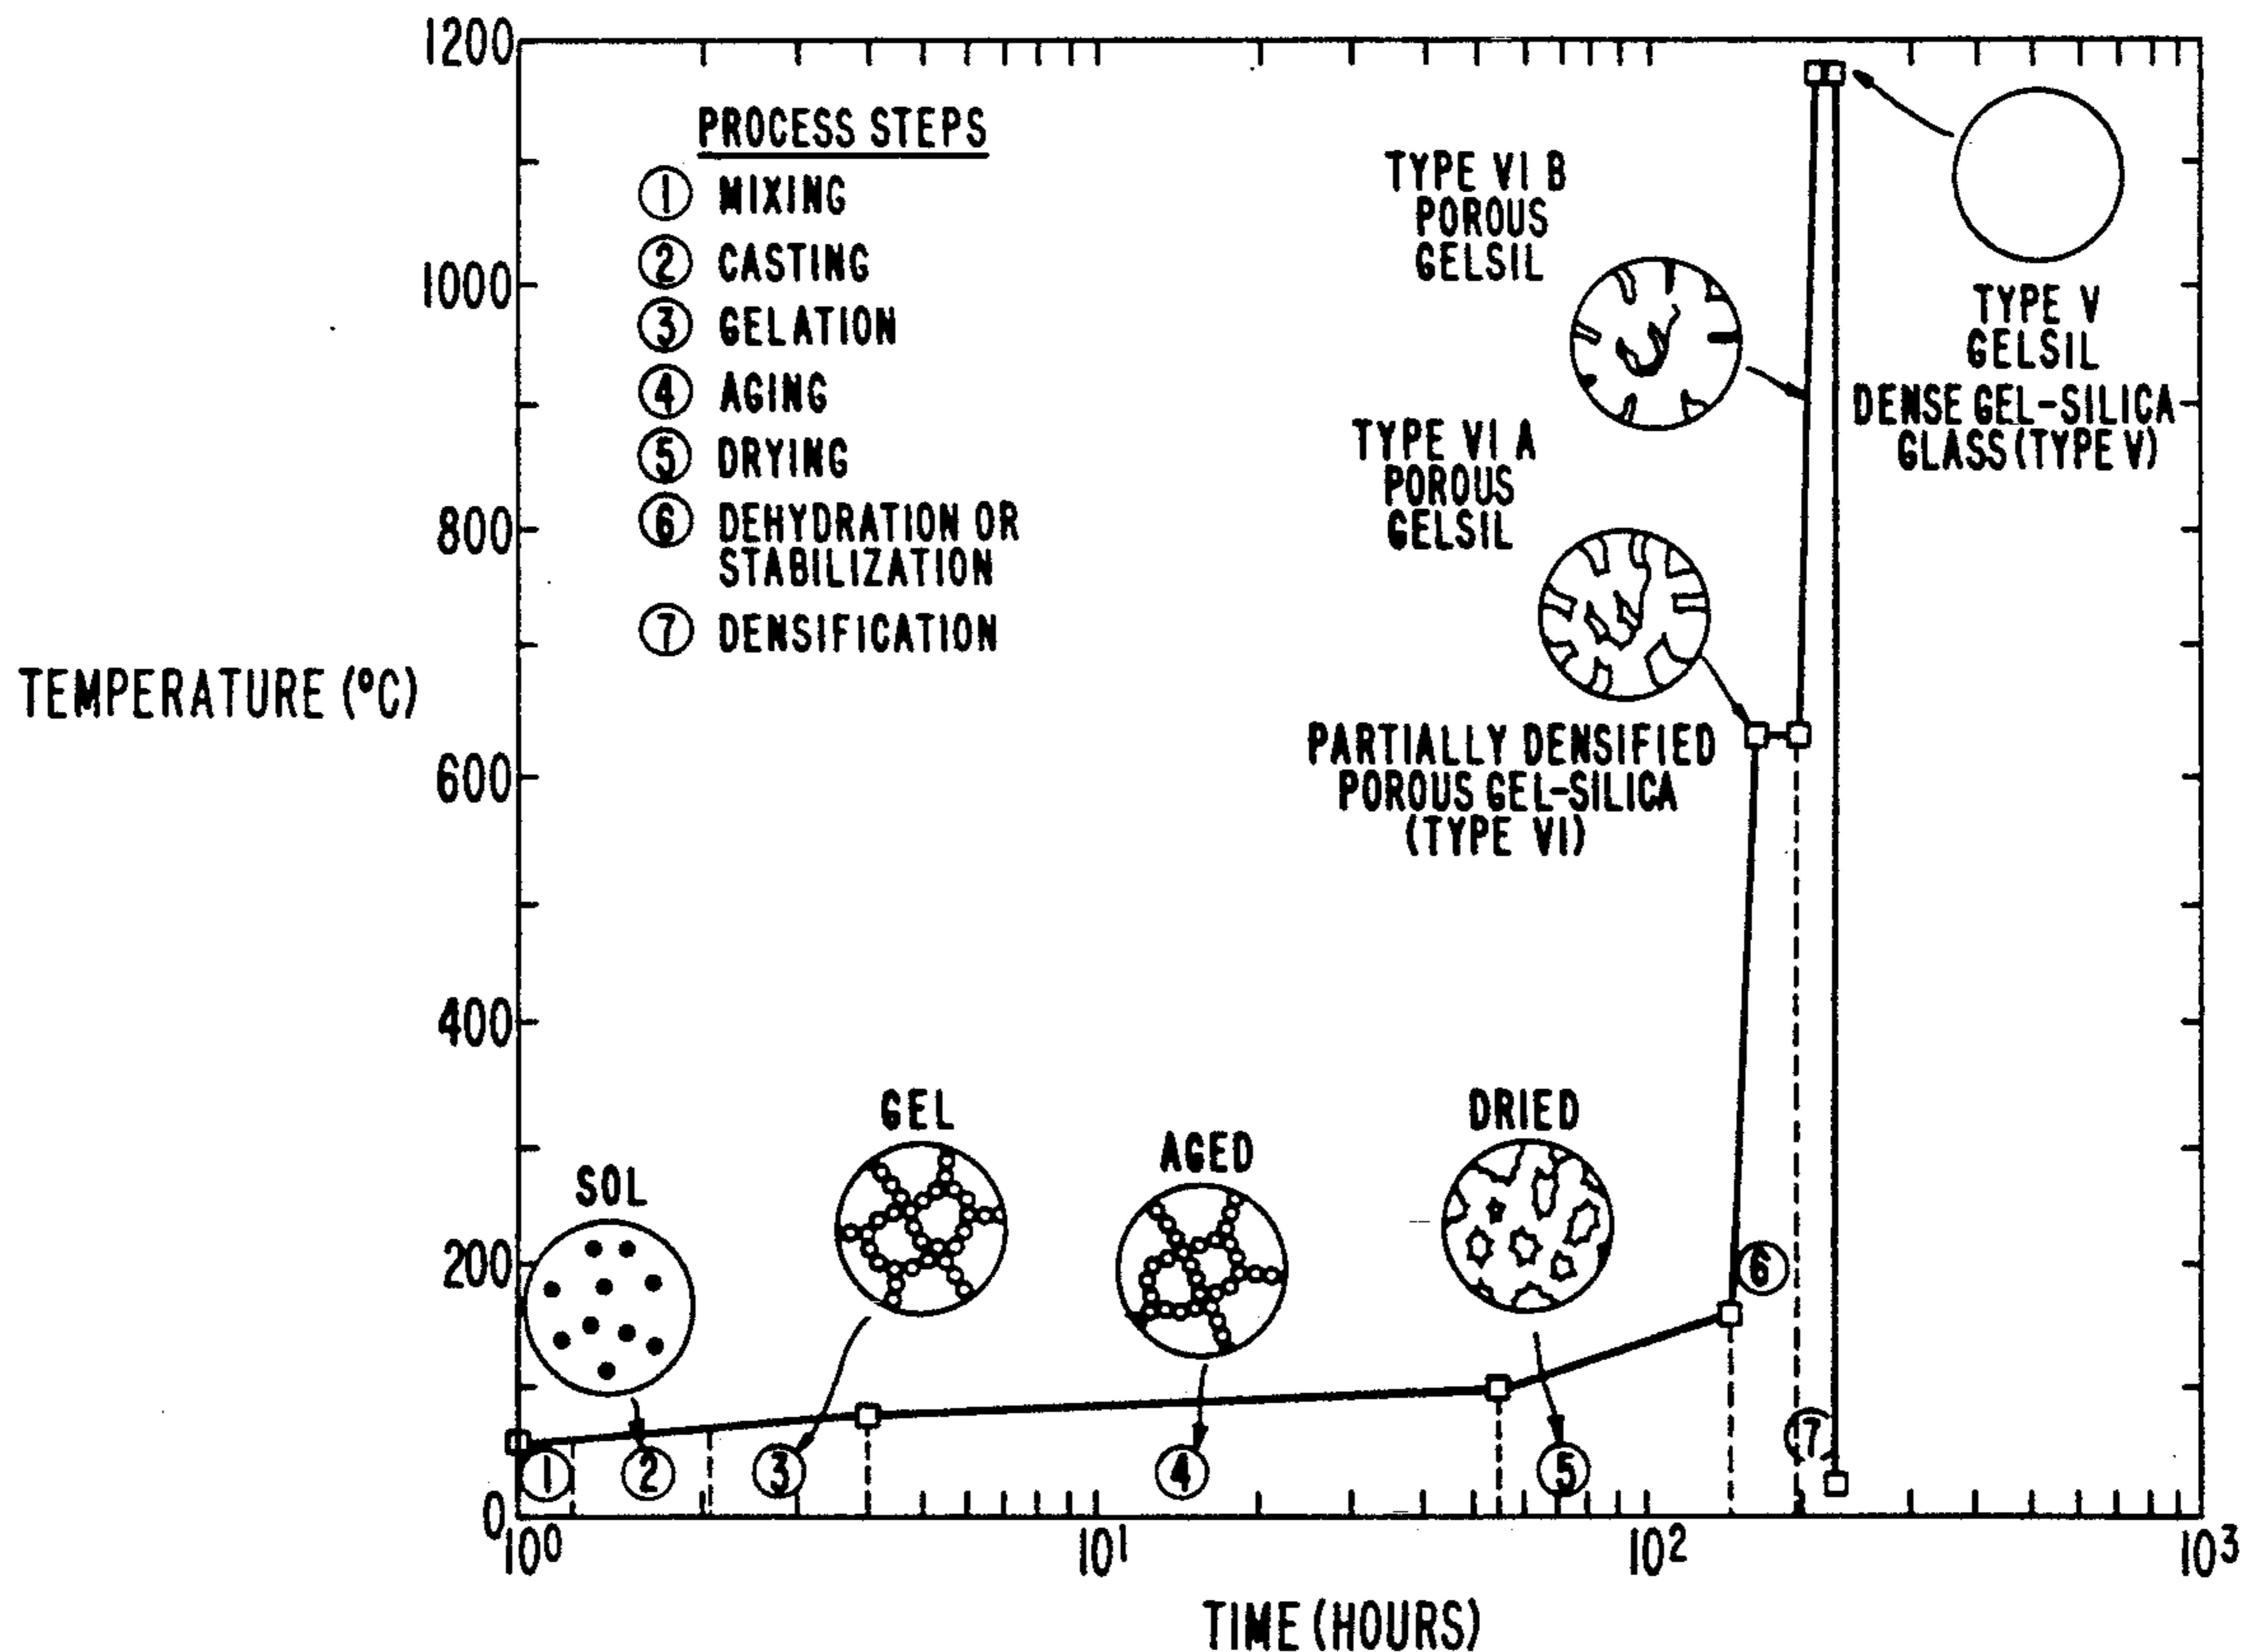 1200
1000
800
600
400
200
0
TEMPERATURE (°C)
PROCESS STEPS
① MIXING
② CASTING
③ GELATION
④ AGING
⑤ DRYING
⑥ DEHYDRATION OR
STABILIZATION
⑦ DENSIFICATION
TYPE VI B
POROUS
GELSIL
TYPE V
GELSIL
DENSE GEL-SILICA
GLASS (TYPE V)
TYPE VI A
POROUS
GELSIL
PARTIALLY DENSIFIED
POROUS GEL-SILICA
(TYPE VI)
SOL
GEL
AGED
DRIED
①
②
③
④
⑤
⑥
⑦
10⁰
10¹
10²
10³
TIME (HOURS)